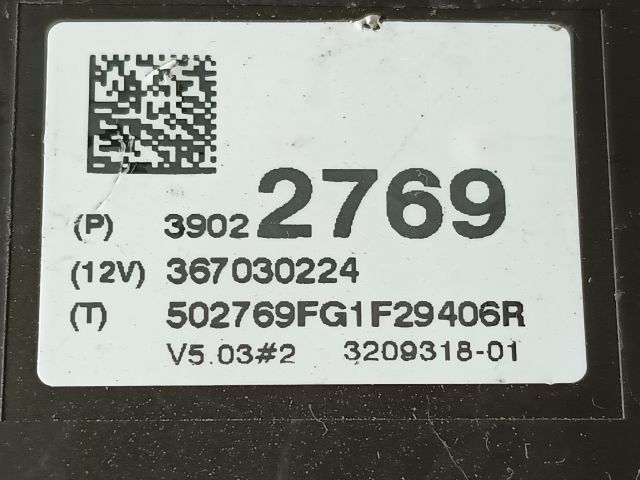 (P) 3902 2769
(12V) 367030224
(T) 502769FG1F29406R
V5.03#2 3209318-01